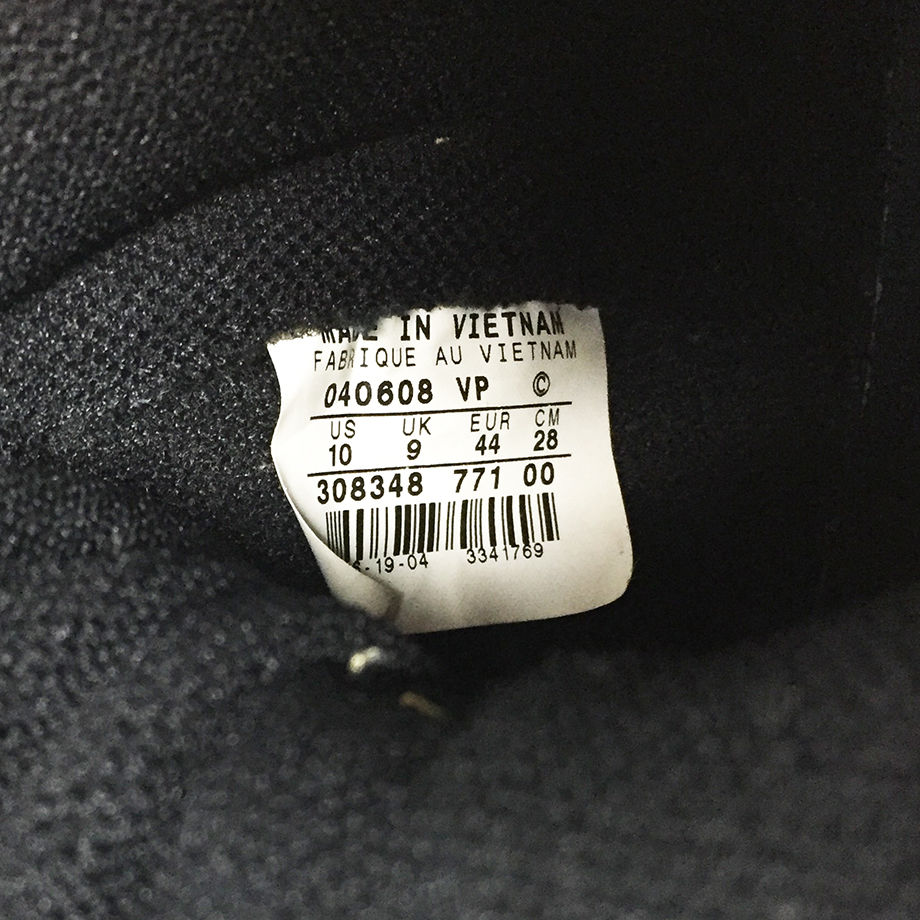 MADE IN VIETNAM
FABRIQUE AU VIETNAM
040608 VP ©
US UK EUR CM
10 9 44 28
308348 771 00
-19-04 3341769